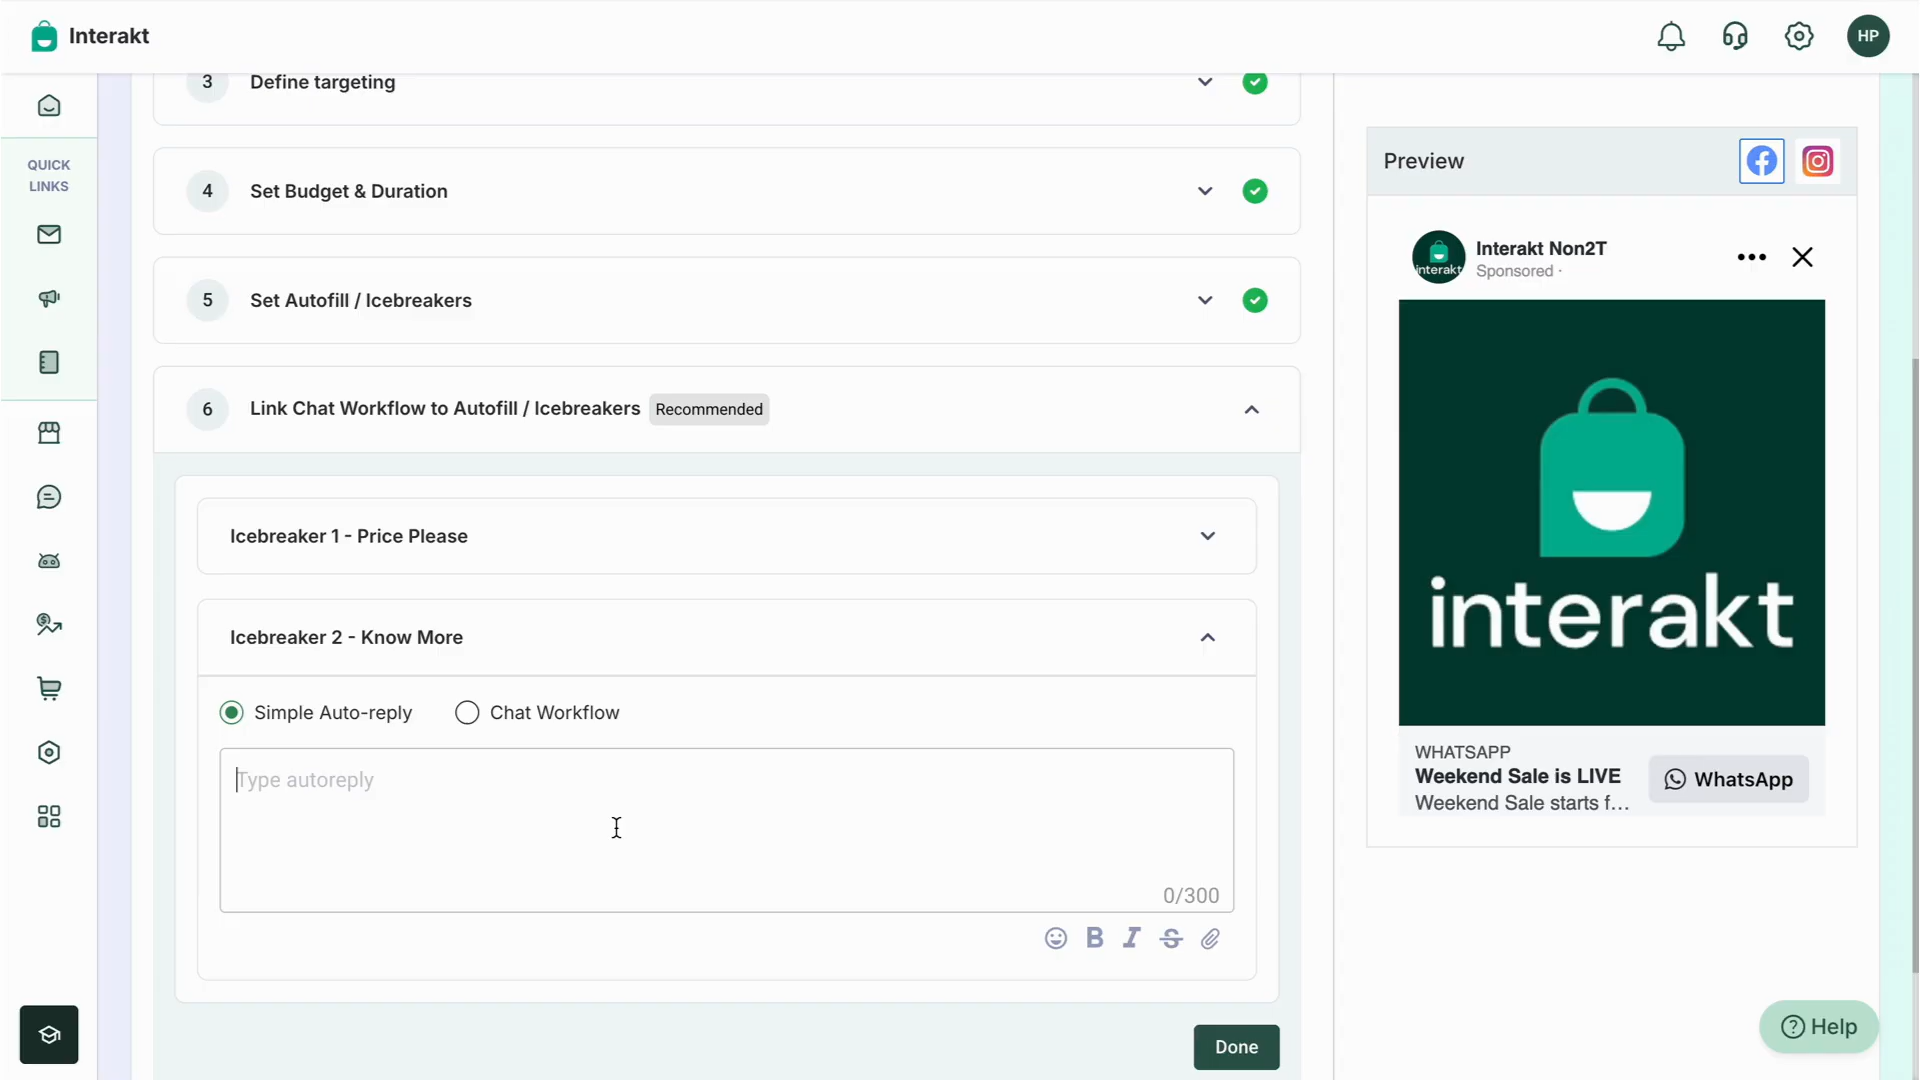 Interakt
HP
QUICK
LINKS
3 Define targeting
4 Set Budget & Duration
5 Set Autofill / Icebreakers
6 Link Chat Workflow to Autofill / Icebreakers Recommended
Icebreaker 1 - Price Please
Icebreaker 2 - Know More
Simple Auto-reply Chat Workflow
Type autoreply
0/300
B I S
Done
Preview
interakt
Interakt Non2T
Sponsored ·
interakt
WHATSAPP
Weekend Sale is LIVE
Weekend Sale starts f...
WhatsApp
Help